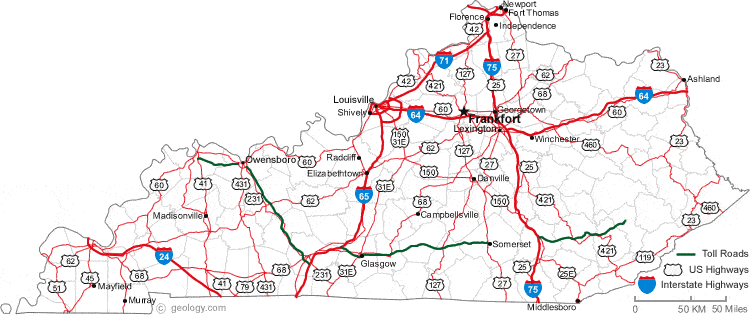 Newport
Fort Thomas
Florence
Independence
42
71
75
27
23
42
421
127
62
Ashland
25
68
64
Louisville
Georgetown
Shively
64
60
Frankfort
60
150
31E
Lexington
Winchester
23
62
127
460
60
Radcliff
27
25
Owensboro
Elizabethtown
150
150
Danville
60
41
431
31E
231
65
62
68
421
460
Madisonville
Campbellsville
23
62
24
Somerset
421
Glasgow
119
Toll Roads
45
68
68
231
31E
25
25E
US Highways
51
Mayfield
41
79
431
127
27
75
Interstate Highways
Murray
Middlesboro
0 50 KM 50 Miles
© geology.com